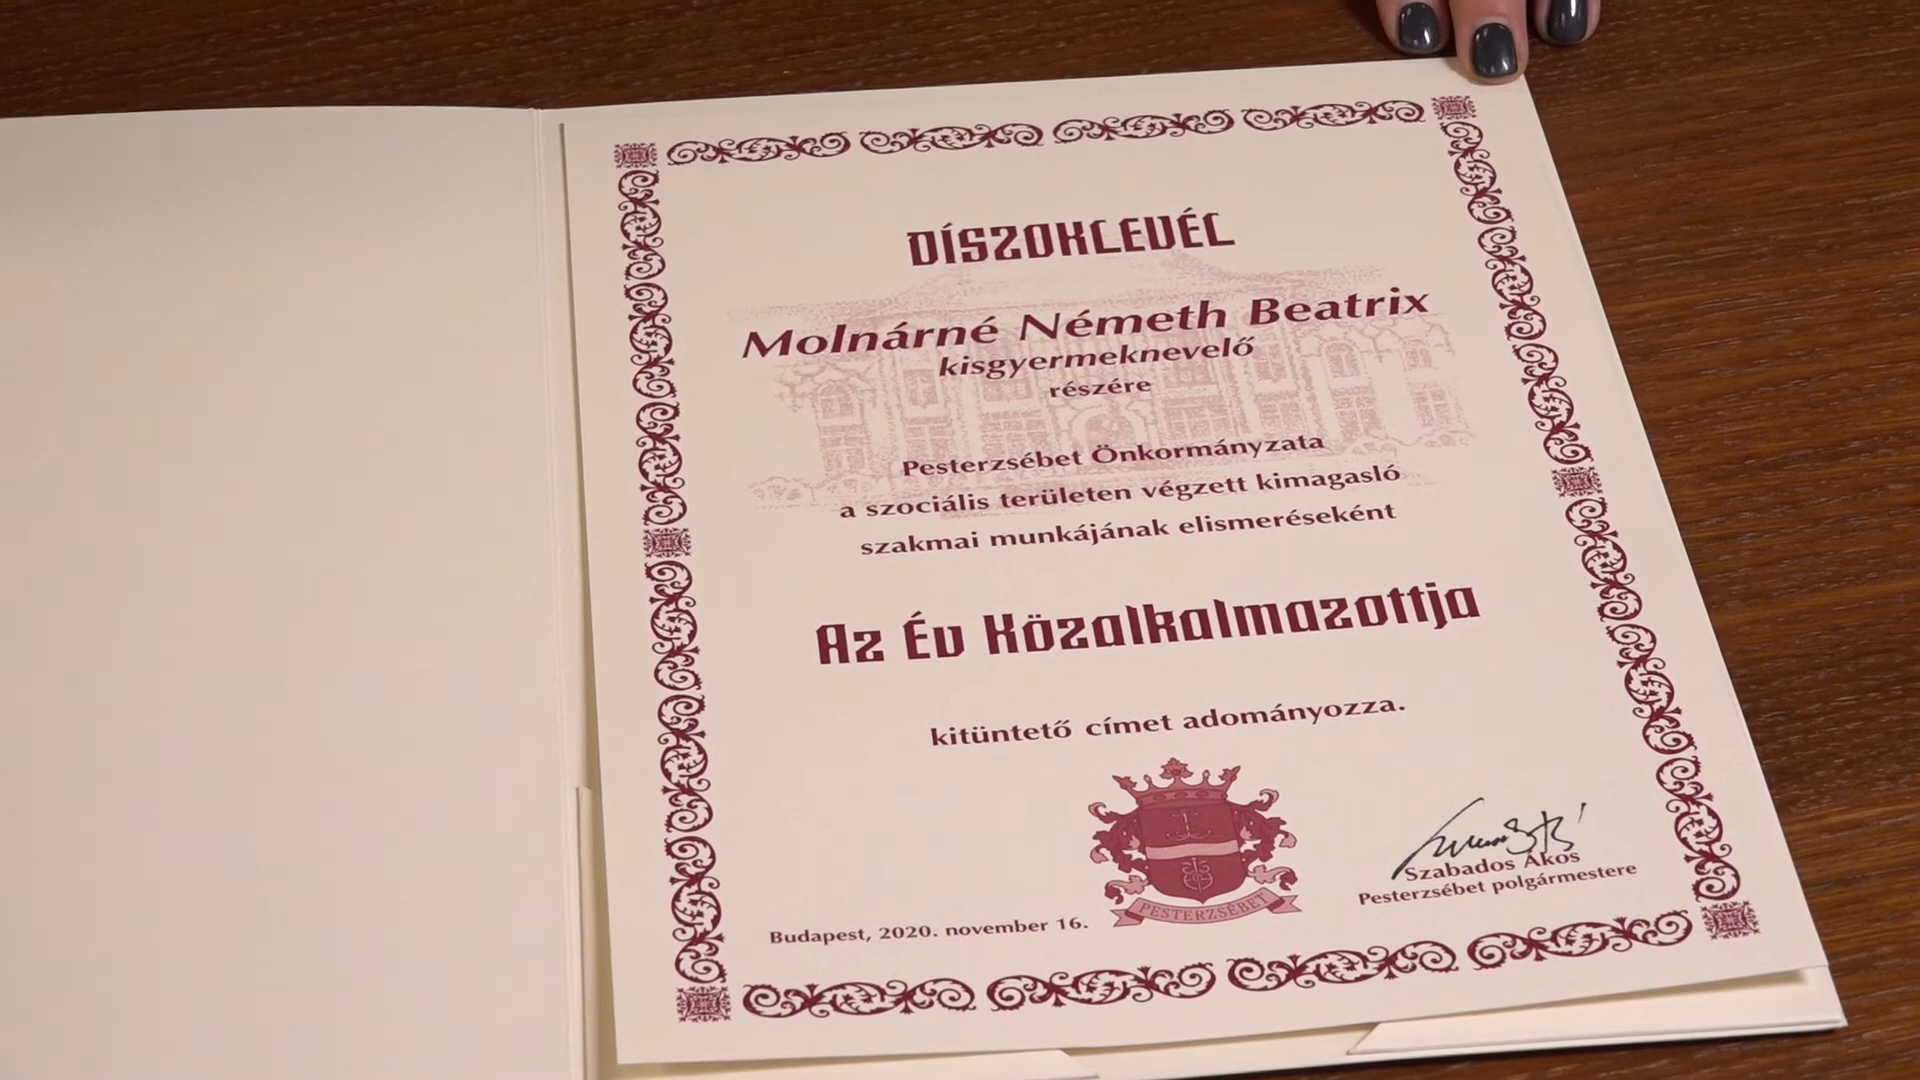 DÍSZOKLEVÉL
Molnárné Németh Beatrix
kisgyermeknevelő
részére
Pesterzsébet Önkormányzata
a szociális területen végzett kimagasló
szakmai munkájának elismeréseként
Az Év Közalkalmazottja
kitüntető címet adományozza.
PESTERZSÉBET
Szabados Ákos
Pesterzsébet polgármestere
Budapest, 2020. november 16.